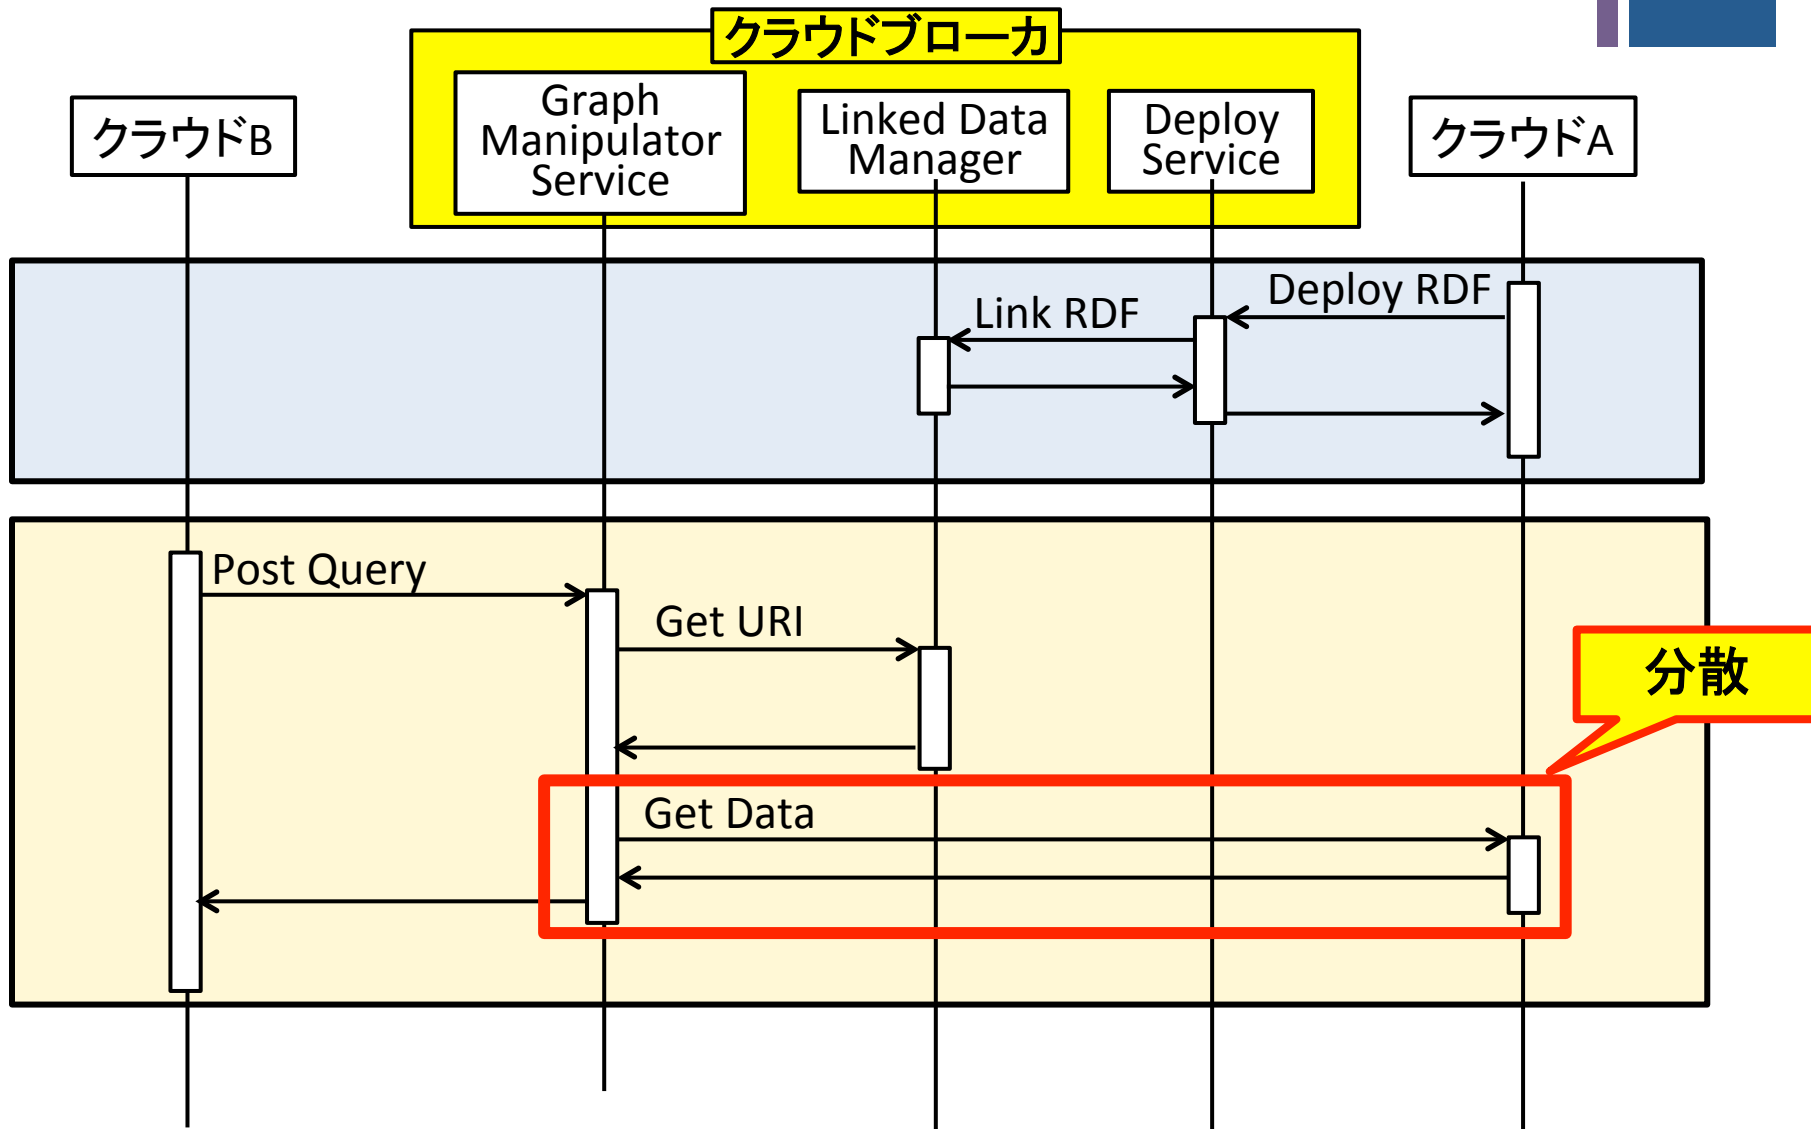 クラウドブローカ
クラウドB
Graph
Manipulator
Service
Linked Data
Manager
Deploy
Service
クラウドA
Deploy RDF
Link RDF
Post Query
Get URI
分散
Get Data